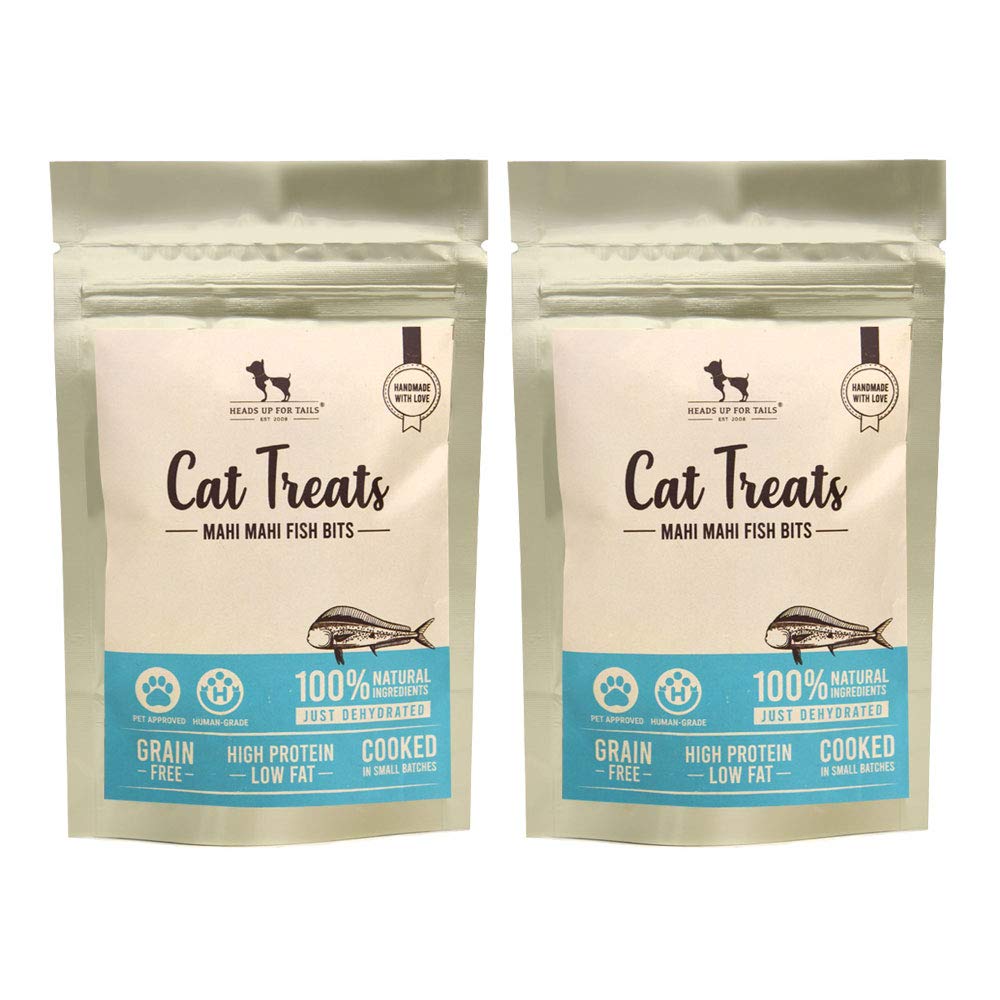 HEADS UP FOR TAILS®
EST 2008
HANDMADE
WITH LOVE
Cat Treats
MAHI MAHI FISH BITS
PET APPROVED
H
HUMAN-GRADE
100% NATURAL
INGREDIENTS
JUST DEHYDRATED
GRAIN
FREE
HIGH PROTEIN
LOW FAT
COOKED
IN SMALL BATCHES
HEADS UP FOR TAILS®
EST 2008
HANDMADE
WITH LOVE
Cat Treats
MAHI MAHI FISH BITS
PET APPROVED
H
HUMAN-GRADE
100% NATURAL
INGREDIENTS
JUST DEHYDRATED
GRAIN
FREE
HIGH PROTEIN
LOW FAT
COOKED
IN SMALL BATCHES